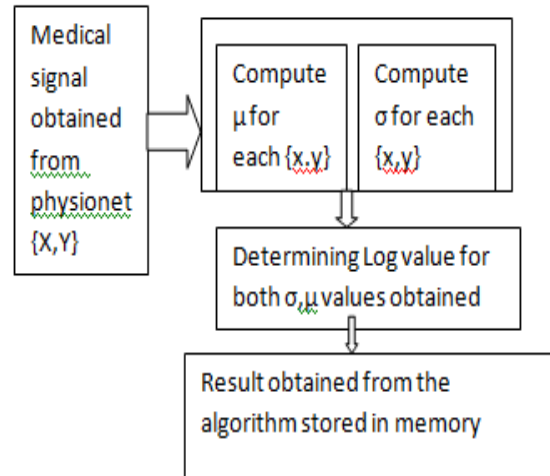 Medical
signal
obtained
from
physionet
{X,Y}
Compute
μ for
each {x.y}
Compute
σ for each
{x,y}
Determining Log value for
both σ,μ values obtained
Result obtained from the
algorithm stored in memory